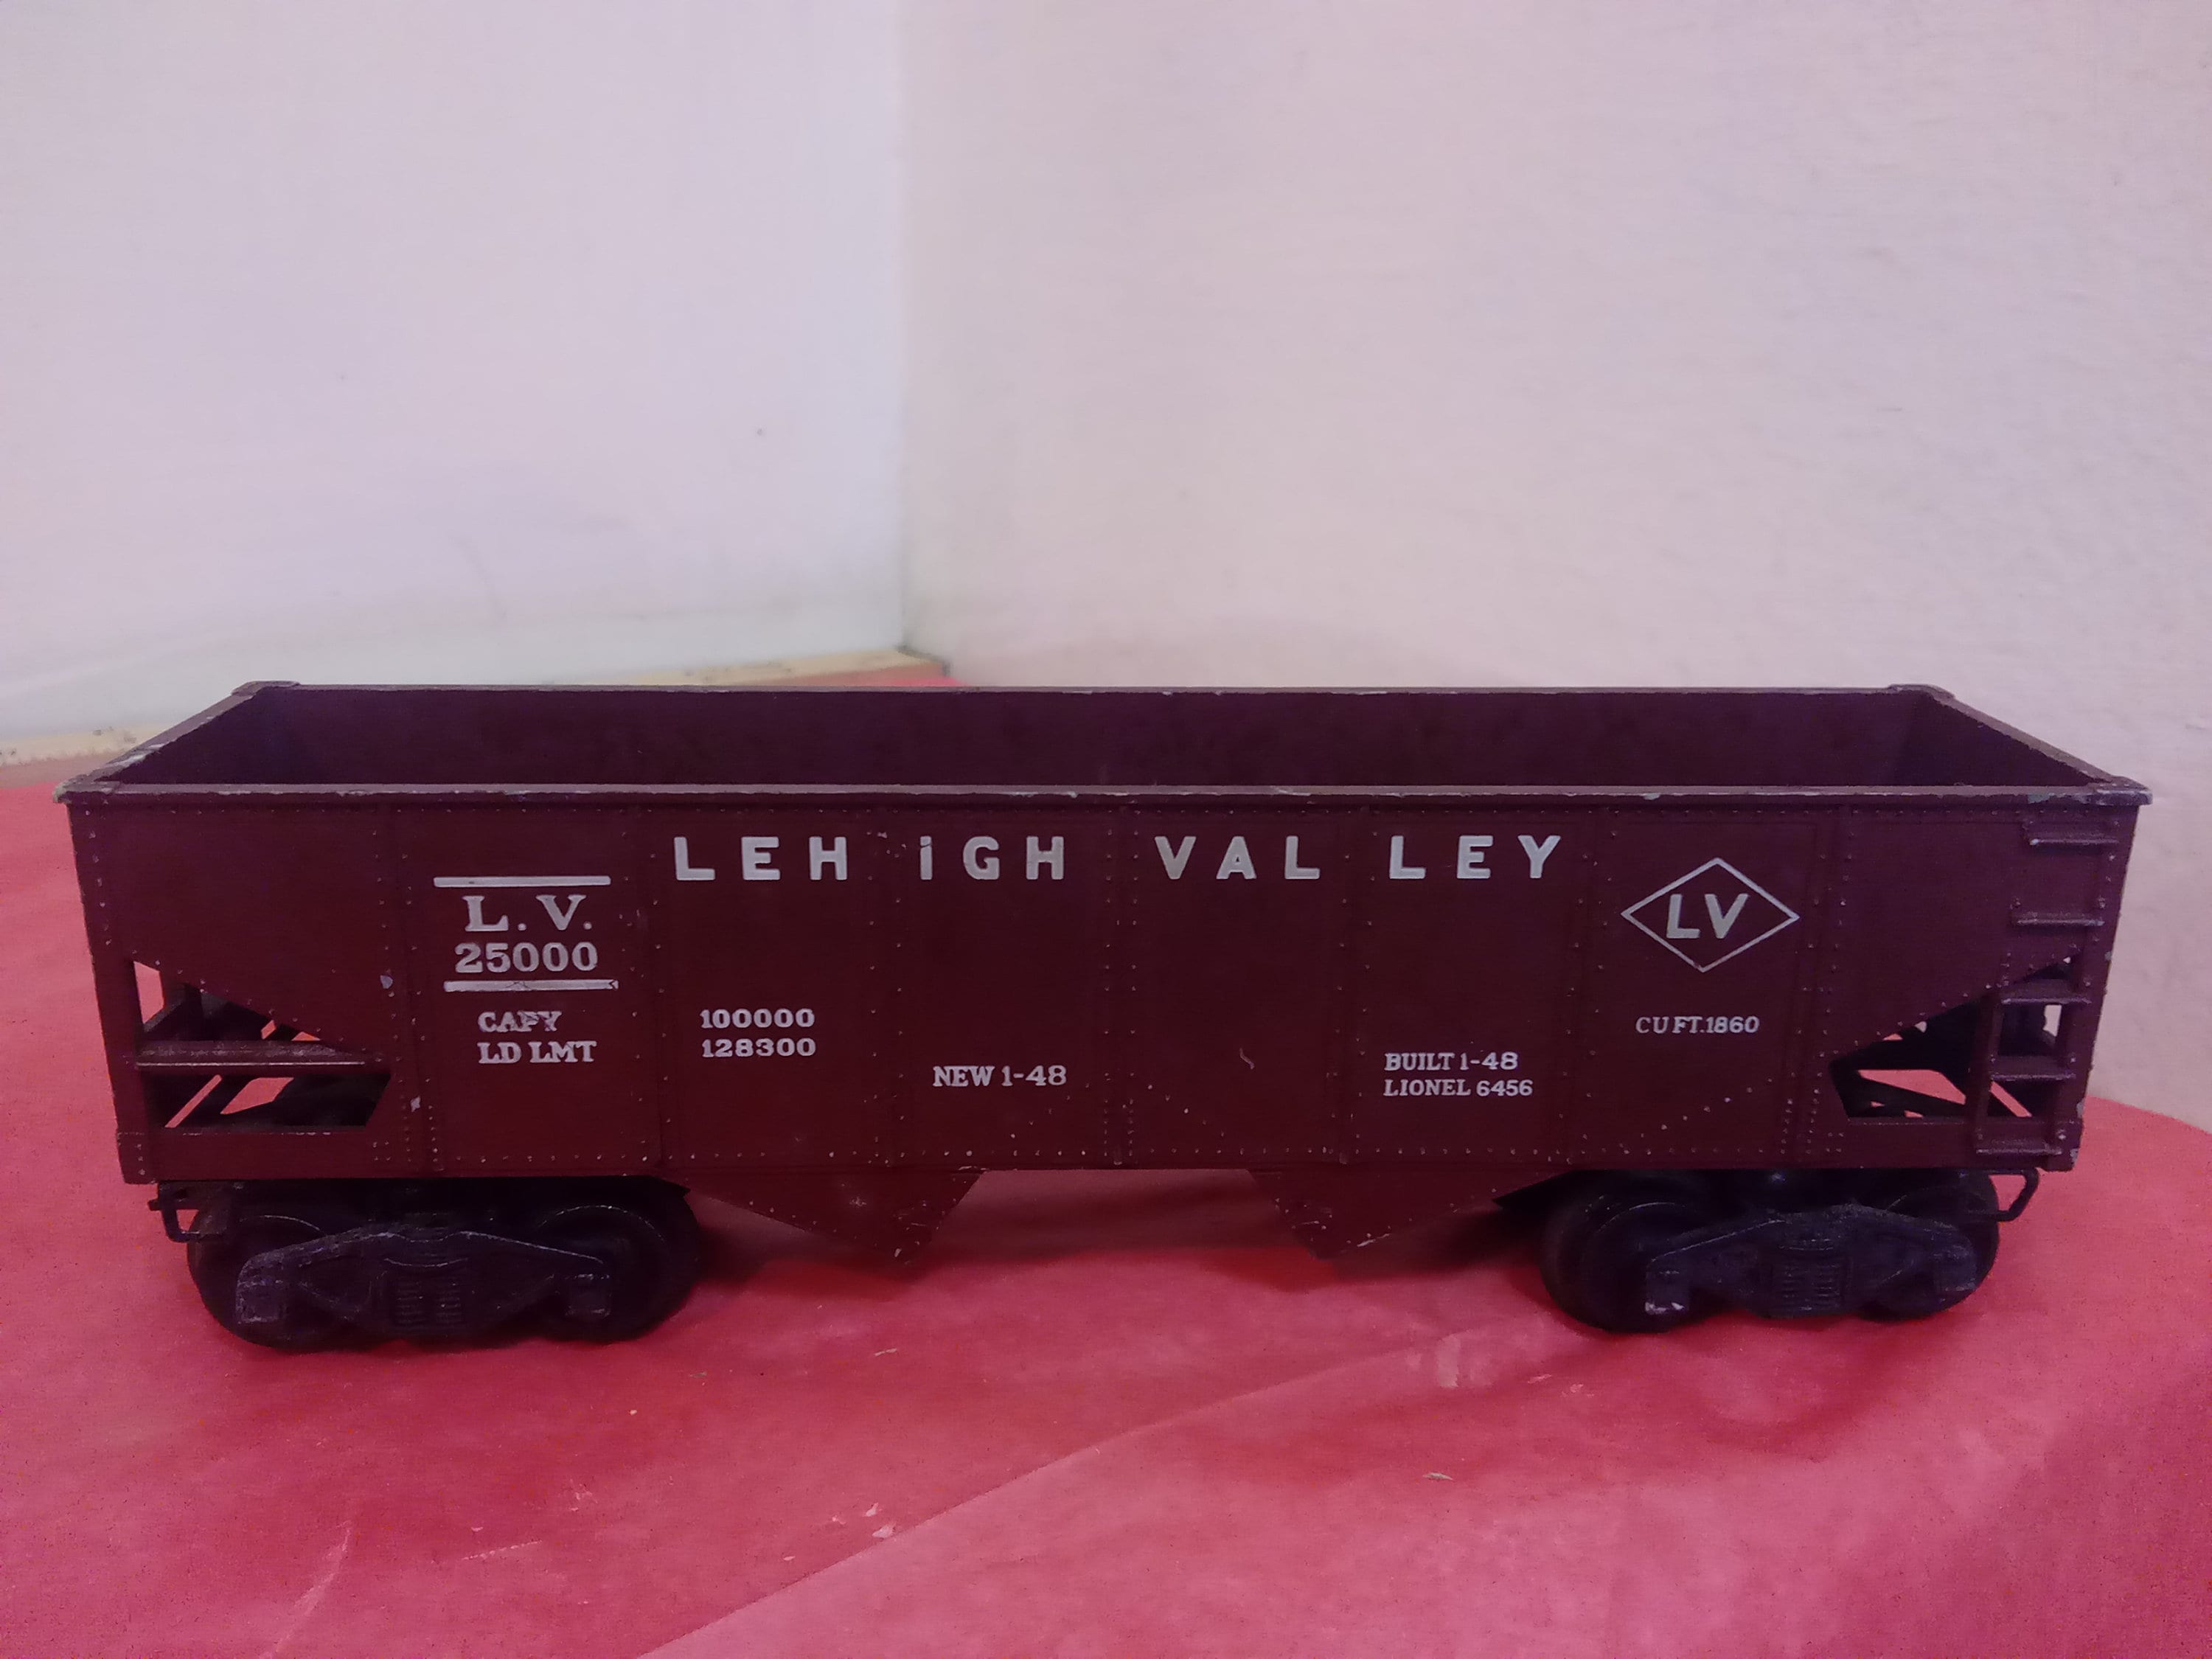 LEHIGH VALLEY
L.V.
25000
CAPY 100000
LD LMT 128300
NEW 1-48
BUILT 1-48
LIONEL 6456
LV
CU FT. 1860